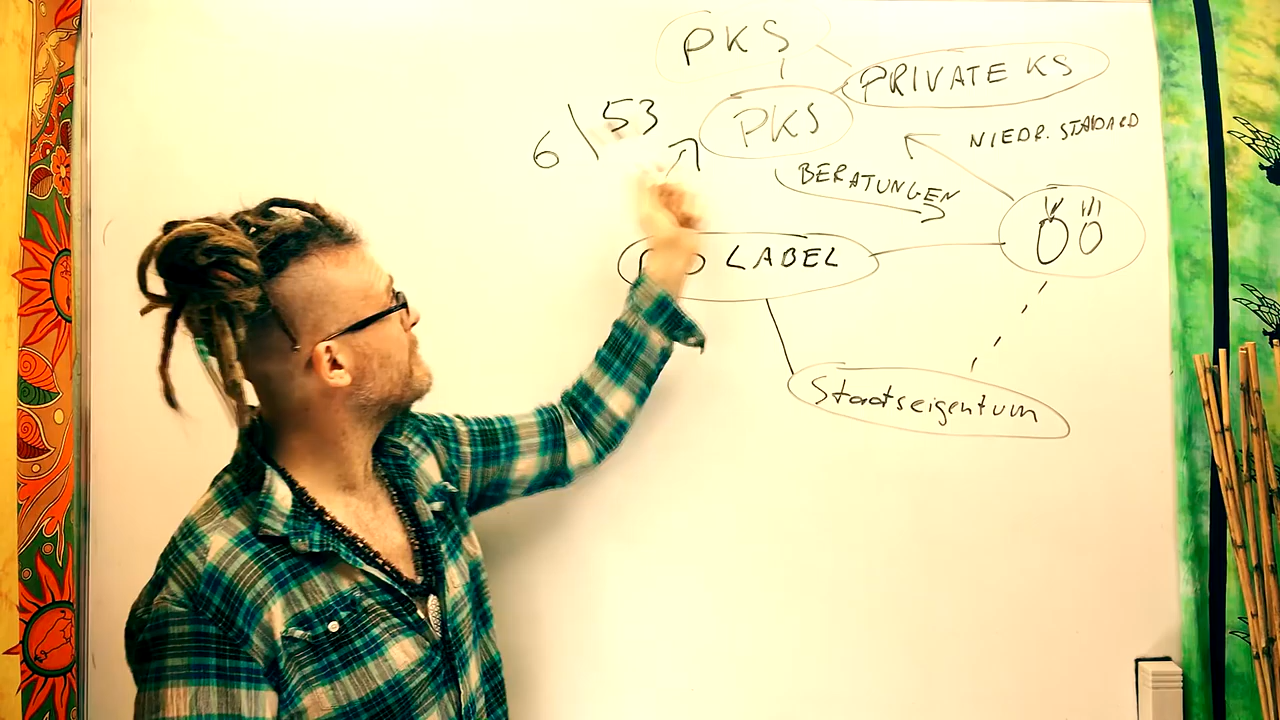 PKS
PRIVATE KS
6 | 53
PKS
NIEDR. STANDARD
BERATUNGEN
LABEL
Staatseigentum